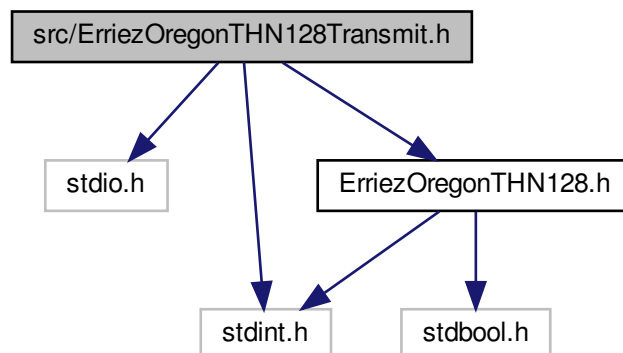 src/ErriezOregonTHN128Transmit.h
stdio.h
ErriezOregonTHN128.h
stdint.h
stdbool.h